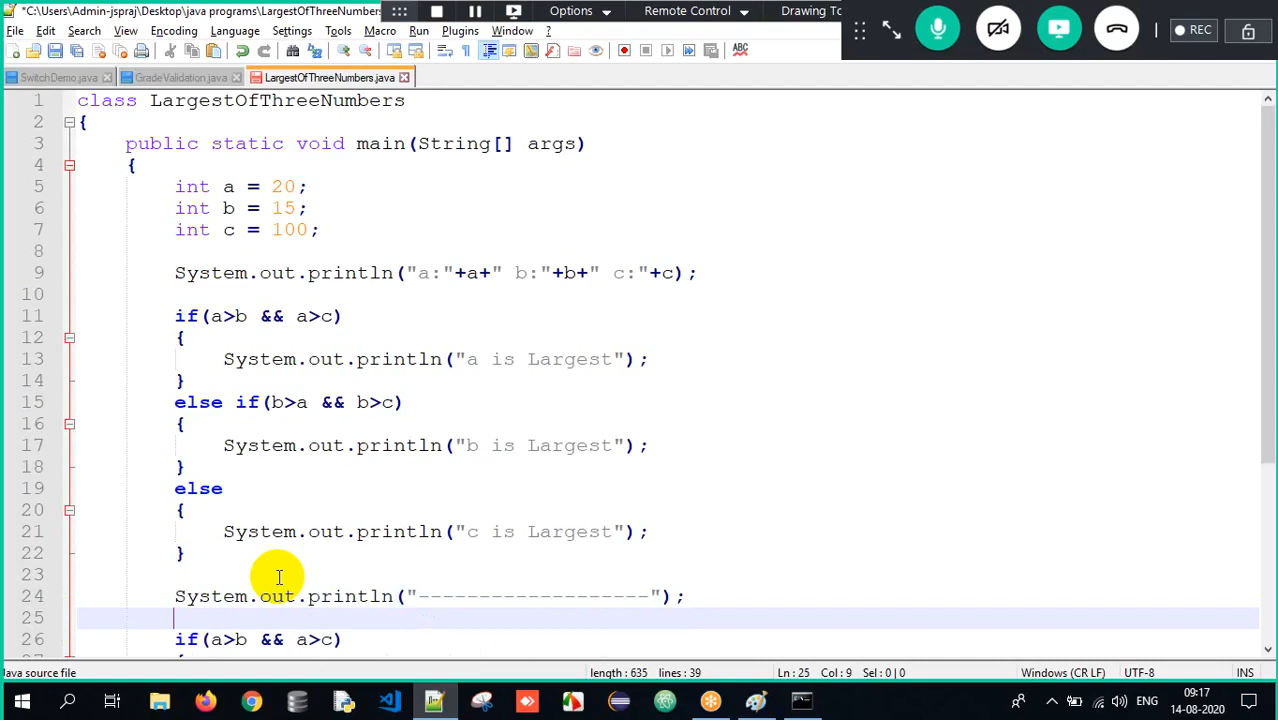 *C:\Users\Admin-jspraj\Desktop\java programs\LargestOfThreeNumbers
Options
Remote Control
Drawing To
REC
File Edit Search View Encoding Language Settings Tools Macro Run Plugins Window ?
SwitchDemo.java GradeValidation.java LargestOfThreeNumbers.java
1 class LargestOfThreeNumbers
2 {
3 public static void main(String[] args)
4 {
5 int a = 20;
6 int b = 15;
7 int c = 100;
8
9 System.out.println("a:"+a+" b:"+b+" c:"+c);
10
11 if(a>b && a>c)
12 {
13 System.out.println("a is Largest");
14 }
15 else if(b>a && b>c)
16 {
17 System.out.println("b is Largest");
18 }
19 else
20 {
21 System.out.println("c is Largest");
22 }
23
24 System.out.println("-------------------");
25
26 if(a>b && a>c)
Java source file length : 635 lines : 39 Ln : 25 Col : 9 Sel : 0 | 0 Windows (CR LF) UTF-8 INS
ENG
09:17
14-08-2020